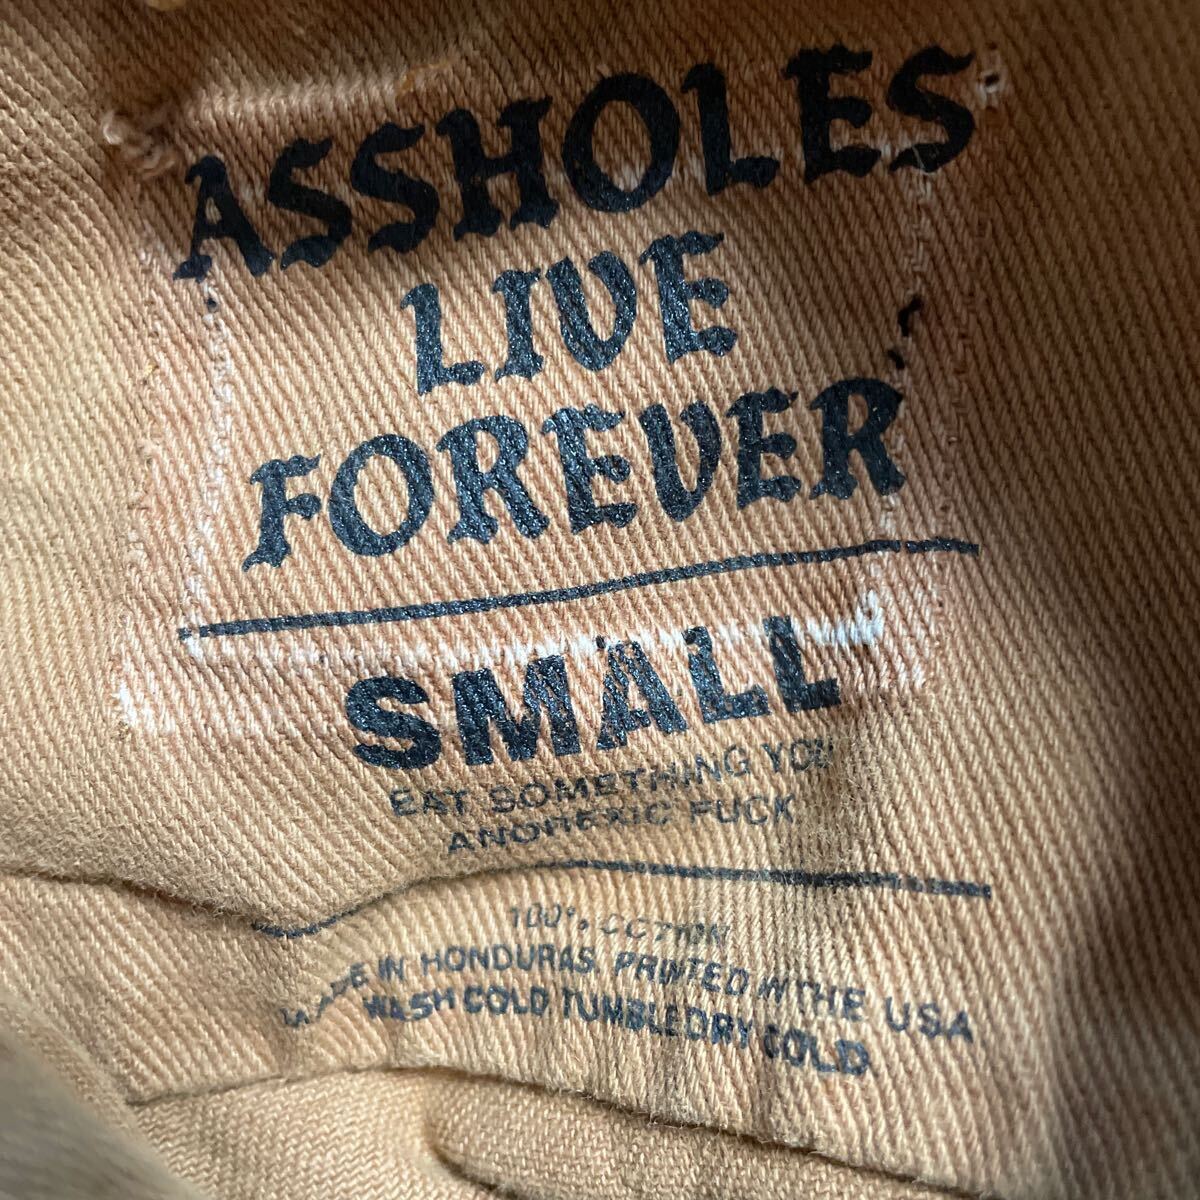 ASSHOLES
LIVE
FOREVER
SMALL
EAT SOMETHING YOU
ANOREXIC FUCK
100% COTTON
MADE IN HONDURAS. PRINTED IN THE USA
WASH COLD TUMBLE DRY COLD